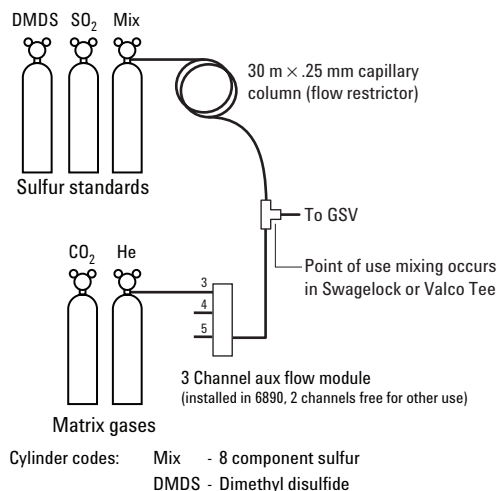 DMDS SO2 Mix
30 m × .25 mm capillary
column (flow restrictor)
Sulfur standards
To GSV
Point of use mixing occurs
in Swagelock or Valco Tee
CO2 He
3
4
5
3 Channel aux flow module
(installed in 6890, 2 channels free for other use)
Matrix gases
Cylinder codes: Mix - 8 component sulfur
DMDS - Dimethyl disulfide